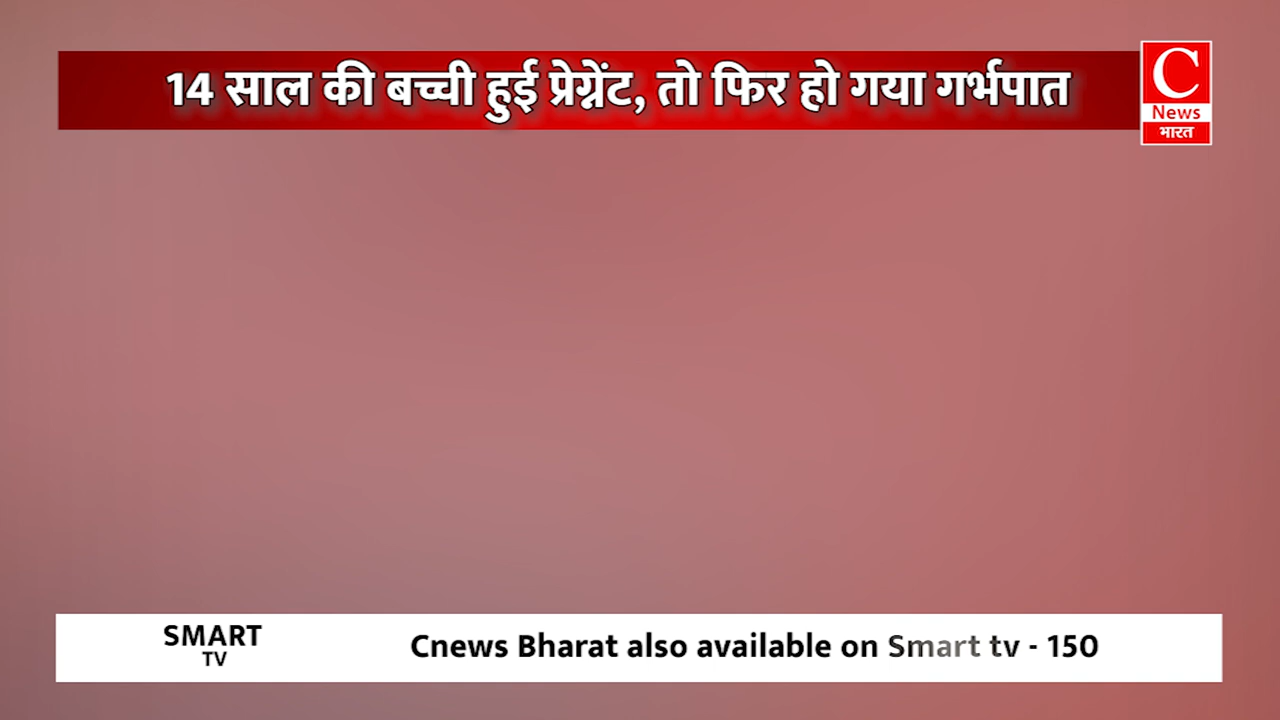 14 साल की बच्ची हुई प्रेग्नेंट, तो फिर हो गया गर्भपात
C
News
भारत
SMART
TV
Cnews Bharat also available on Smart tv - 150